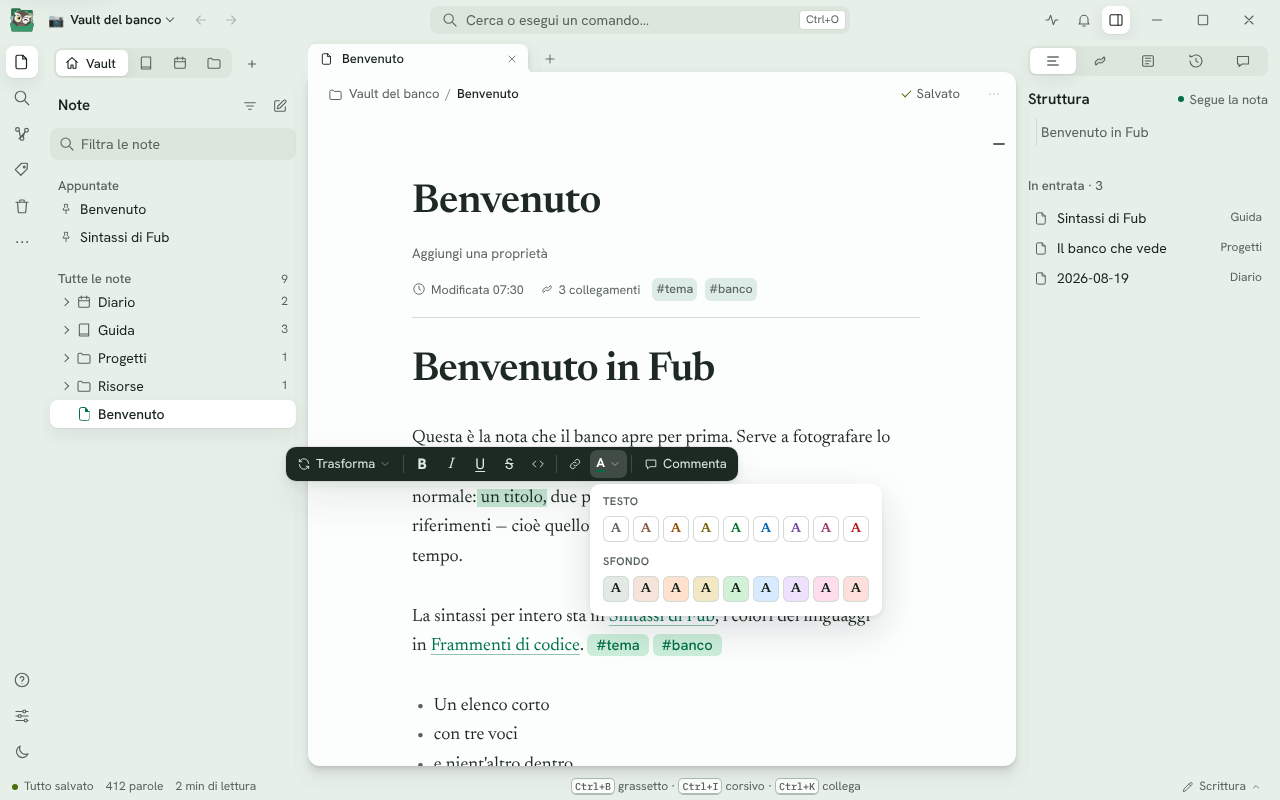 Vault del banco
Cerca o esegui un comando…
Ctrl+O
Vault
Note
Filtra le note
Appuntate
Benvenuto
Sintassi di Fub
Tutte le note 9
Diario 2
Guida 3
Progetti 1
Risorse 1
Benvenuto
Benvenuto
Vault del banco / Benvenuto
Salvato
Benvenuto
Aggiungi una proprietà
Modificata 07:30
3 collegamenti
#tema
#banco
Benvenuto in Fub
Questa è la nota che il banco apre per prima. Serve a fotografare lo
Trasforma
B
I
U
S
A
Commenta
normale: un titolo, due p
riferimenti — cioè quello
tempo.
TESTO
A A A A A A A A A
SFONDO
A A A A A A A A A
La sintassi per intero sta in Sintassi di Fub, i colori dei linguaggi
in Frammenti di codice. #tema #banco
Un elenco corto
con tre voci
e nient'altro dentro
Struttura
Segue la nota
Benvenuto in Fub
In entrata · 3
Sintassi di Fub Guida
Il banco che vede Progetti
2026-08-19 Diario
Tutto salvato
412 parole
2 min di lettura
Ctrl+B grassetto · Ctrl+I corsivo · Ctrl+K collega
Scrittura